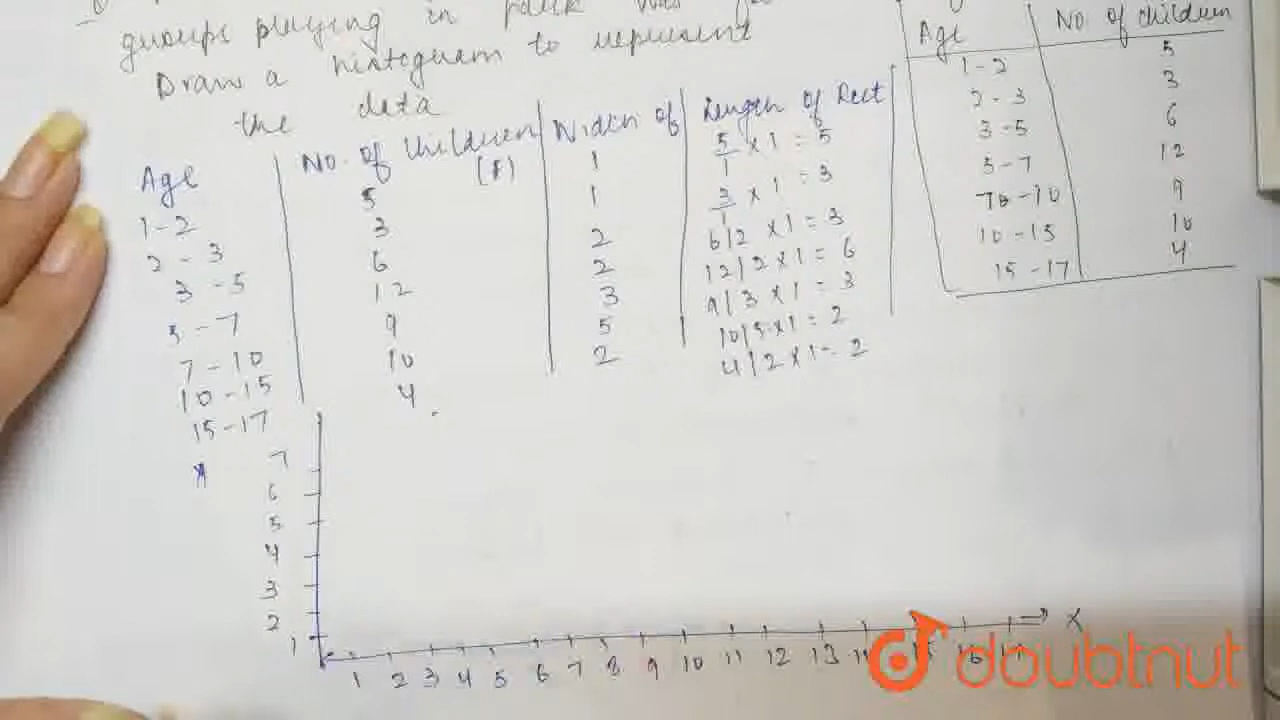 groups playing in park was
Draw a histogram to represent
the data
Age | No. of children
1-2 5
2-3 3
3-5 6
5-7 12
7-10 9
10-15 10
15-17 4
Age | No. of children (f) | Width of | Length of Rect
1-2 5 1 5/1 x 1 = 5
2-3 3 1 3/1 x 1 = 3
3-5 6 2 6/2 x 1 = 3
5-7 12 2 12/2 x 1 = 6
7-10 9 3 9/3 x 1 = 3
10-15 10 5 10/5 x 1 = 2
15-17 4 2 4/2 x 1 = 2
7
6
5
4
3
2
1
1 2 3 4 5 6 7 8 9 10 11 12 13 14 15 16 17 X
doubtnut